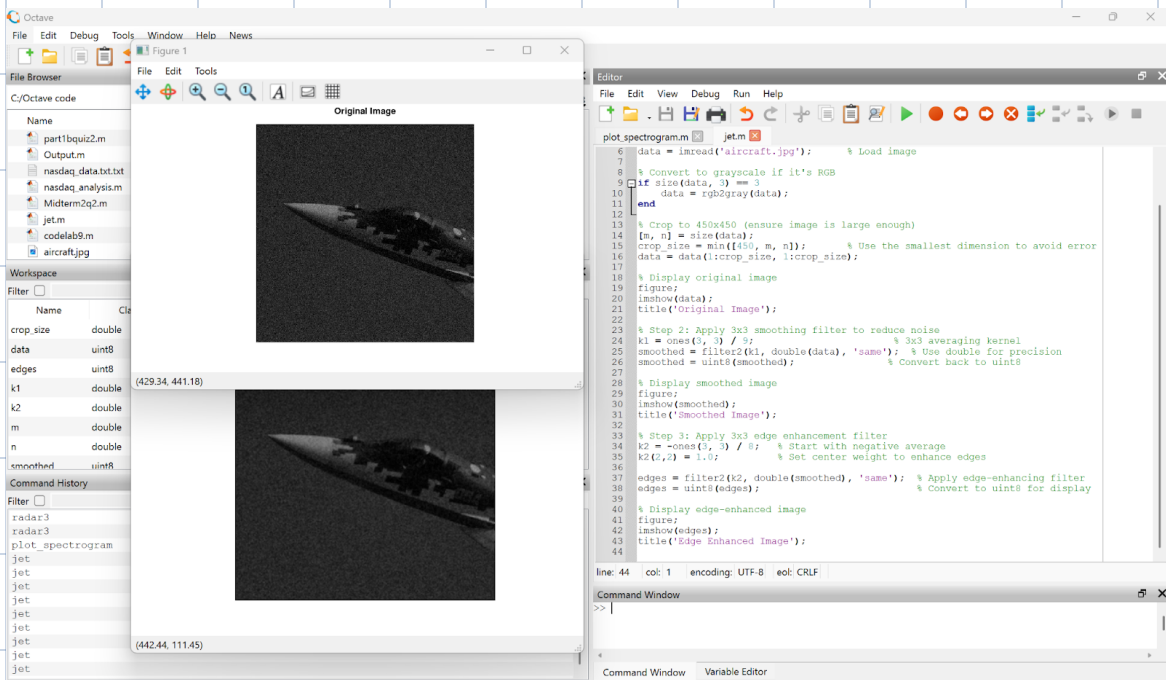 Octave
File Edit Debug Tools Window Help News
File Browser
C:/Octave code
Name
part1bquiz2.m
Output.m
nasdaq_data.txt.txt
nasdaq_analysis.m
Midterm2q2.m
jet.m
codelab9.m
aircraft.jpg
Workspace
Filter
Name Cla
crop_size double
data uint8
edges uint8
k1 double
k2 double
m double
n double
smoothed uint8
Command History
Filter
radar3
radar3
plot_spectrogram
jet
jet
jet
jet
jet
jet
jet
jet
jet
Figure 1
File Edit Tools
A
Original Image
(429.34, 441.18)
(442.44, 111.45)
Editor
File Edit View Debug Run Help
plot_spectrogram.m jet.m
6 data = imread('aircraft.jpg'); % Load image
7
8 % Convert to grayscale if it's RGB
9 if size(data, 3) == 3
10 data = rgb2gray(data);
11 end
12
13 % Crop to 450x450 (ensure image is large enough)
14 [m, n] = size(data);
15 crop_size = min([450, m, n]); % Use the smallest dimension to avoid error
16 data = data(1:crop_size, 1:crop_size);
17
18 % Display original image
19 figure;
20 imshow(data);
21 title('Original Image');
22
23 % Step 2: Apply 3x3 smoothing filter to reduce noise
24 k1 = ones(3, 3) / 9; % 3x3 averaging kernel
25 smoothed = filter2(k1, double(data), 'same'); % Use double for precision
26 smoothed = uint8(smoothed); % Convert back to uint8
27
28 % Display smoothed image
29 figure;
30 imshow(smoothed);
31 title('Smoothed Image');
32
33 % Step 3: Apply 3x3 edge enhancement filter
34 k2 = -ones(3, 3) / 8; % Start with negative average
35 k2(2,2) = 1.0; % Set center weight to enhance edges
36
37 edges = filter2(k2, double(smoothed), 'same'); % Apply edge-enhancing filter
38 edges = uint8(edges); % Convert to uint8 for display
39
40 % Display edge-enhanced image
41 figure;
42 imshow(edges);
43 title('Edge Enhanced Image');
44
line: 44 col: 1 encoding: UTF-8 eol: CRLF
Command Window
>>
Command Window Variable Editor